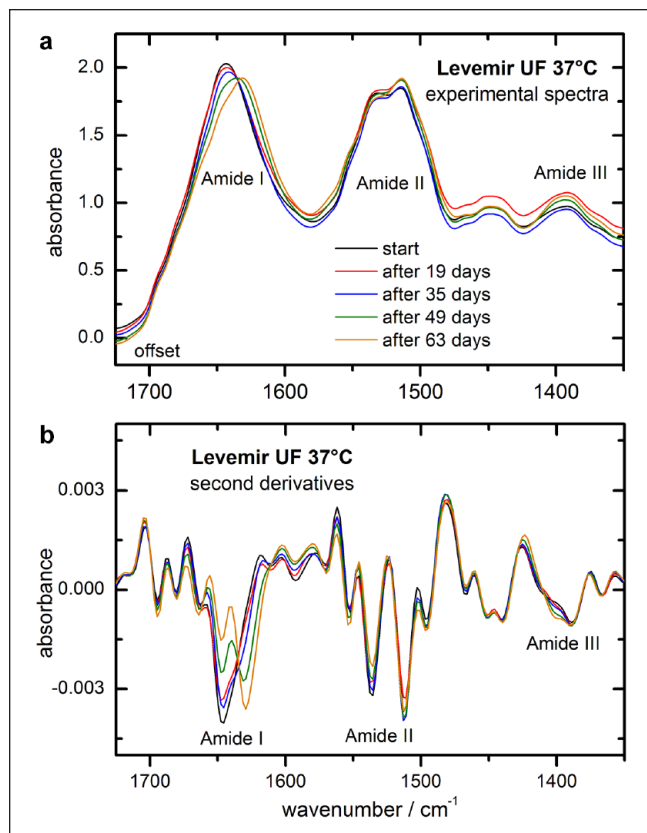 a
Levemir UF 37°C
experimental spectra
2.0
1.5
1.0
0.5
0.0
absorbance
Amide I
Amide II
Amide III
start
after 19 days
after 35 days
after 49 days
after 63 days
offset
1700
1600
1500
1400
b
Levemir UF 37°C
second derivatives
0.003
0.000
-0.003
absorbance
Amide I
Amide II
Amide III
1700
1600
1500
1400
wavenumber / cm⁻¹